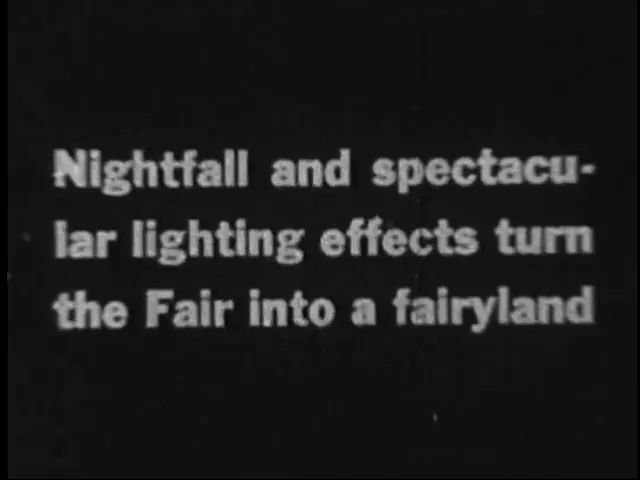 Nightfall and spectacu-
lar lighting effects turn
the Fair into a fairyland